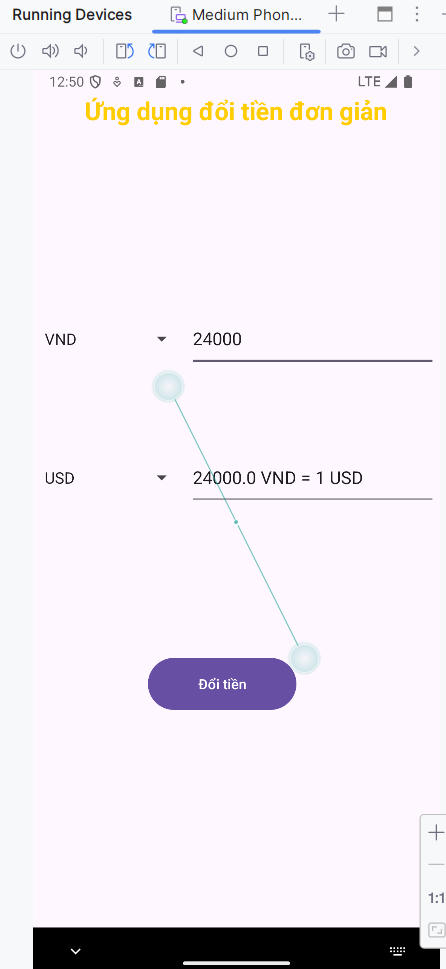 Running Devices
Medium Phon...
12:50
LTE
Ứng dụng đổi tiền đơn giản
VND
24000
USD
24000.0 VND = 1 USD
Đổi tiền
1:1